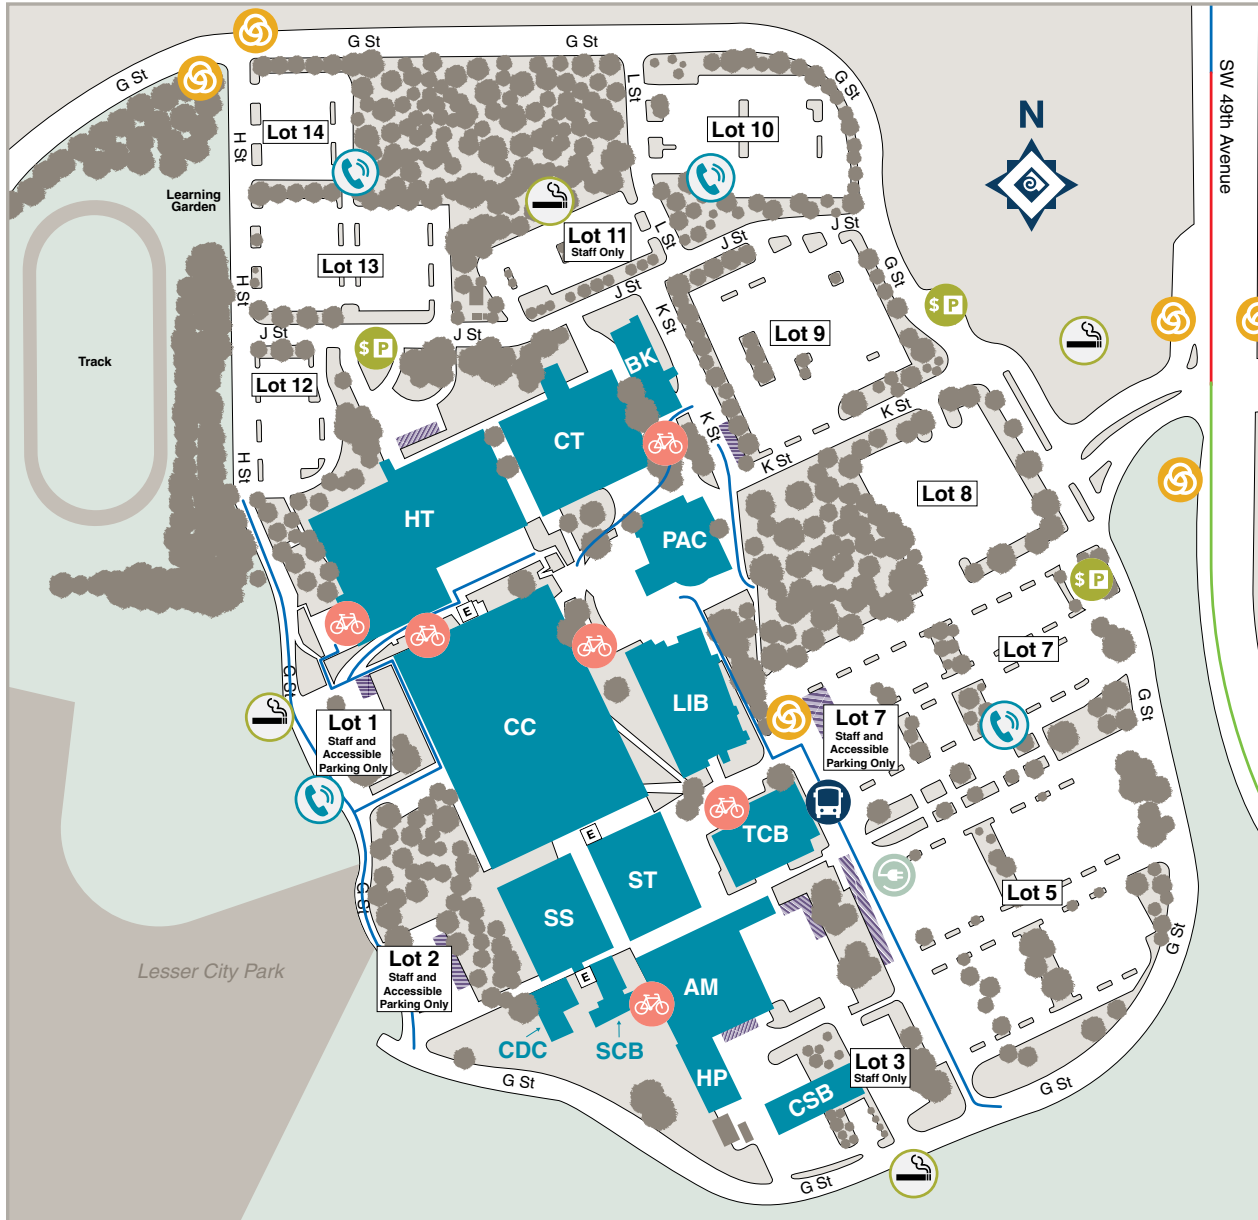 G St
G St
G St
L St
G St
SW 49th Avenue
N
Lot 14
Lot 10
H St
Learning
Garden
Lot 11
Staff Only
L St
J St
J St
Lot 13
G St
H St
J St
K St
$ P
J St
J St
$ P
Lot 9
Track
BK
Lot 12
K St
CT
K St
H St
K St
Lot 8
HT
PAC
$ P
E
Lot 7
G St
G St
LIB
Lot 1
Staff and
Accessible
Parking Only
CC
Lot 7
Staff and
Accessible
Parking Only
E
TCB
ST
Lot 5
G St
SS
G St
Lot 2
Staff and
Accessible
Parking Only
Lesser City Park
E
AM
CDC
SCB
Lot 3
Staff Only
HP
G St
CSB
G St
G St